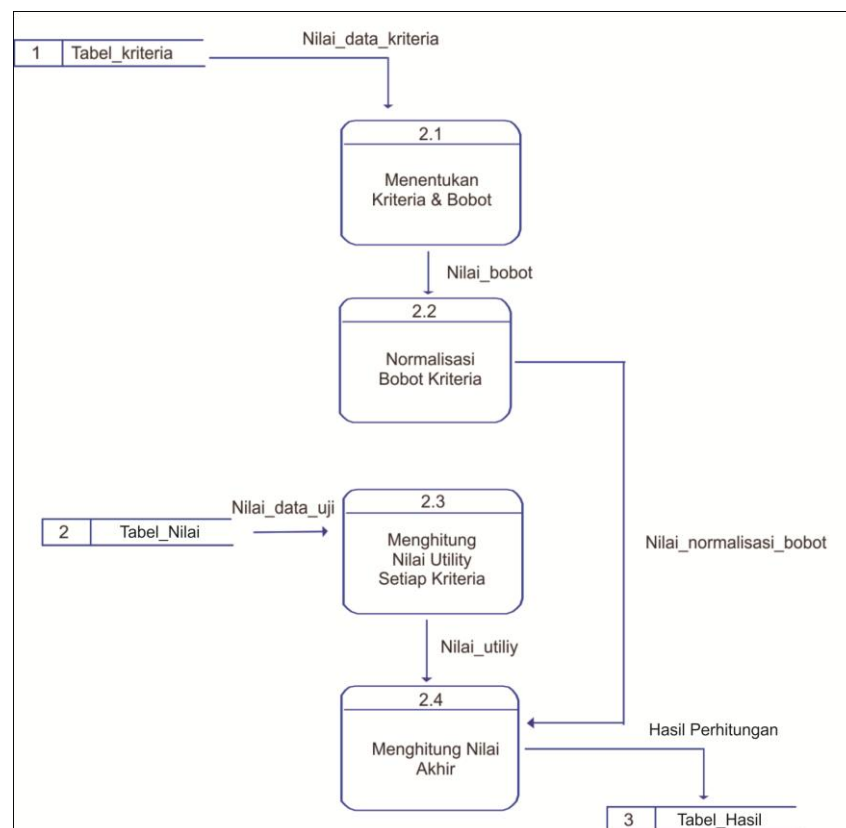 Nilai_data_kriteria
1 Tabel_kriteria
2.1
Menentukan
Kriteria & Bobot
Nilai_bobot
2.2
Normalisasi
Bobot Kriteria
Nilai_data_uji
2 Tabel_Nilai
2.3
Menghitung
Nilai Utility
Setiap Kriteria
Nilai_normalisasi_bobot
Nilai_utiliy
2.4
Menghitung Nilai
Akhir
Hasil Perhitungan
3 Tabel_Hasil